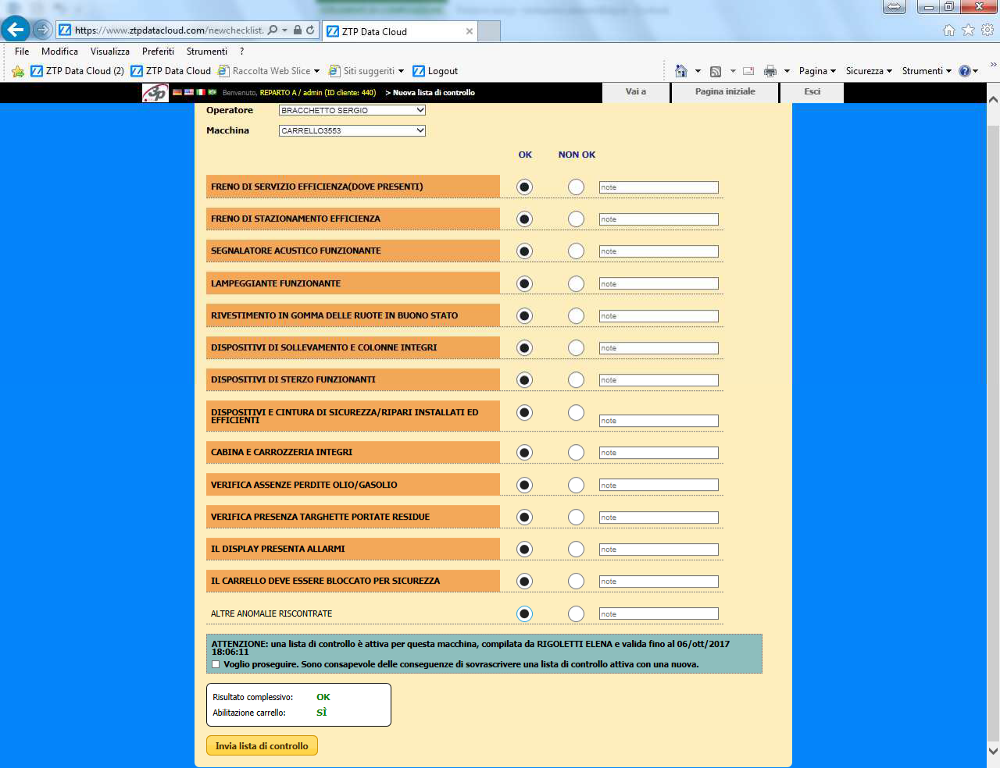 https://www.ztpdatacloud.com/newchecklist.
ZTP Data Cloud
File Modifica Visualizza Preferiti Strumenti ?
ZTP Data Cloud (2) ZTP Data Cloud Raccolta Web Slice Siti suggeriti Logout Pagina Sicurezza Strumenti
3p Benvenuto, REPARTO A / admin (ID cliente: 440) > Nuova lista di controllo Vai a Pagina iniziale Esci
Operatore BRACCHETTO SERGIO
Macchina CARRELLO3553
OK NON OK
FRENO DI SERVIZIO EFFICIENZA(DOVE PRESENTI) note
FRENO DI STAZIONAMENTO EFFICIENZA note
SEGNALATORE ACUSTICO FUNZIONANTE note
LAMPEGGIANTE FUNZIONANTE note
RIVESTIMENTO IN GOMMA DELLE RUOTE IN BUONO STATO note
DISPOSITIVI DI SOLLEVAMENTO E COLONNE INTEGRI note
DISPOSITIVI DI STERZO FUNZIONANTI note
DISPOSITIVI E CINTURA DI SICUREZZA/RIPARI INSTALLATI ED
EFFICIENTI note
CABINA E CARROZZERIA INTEGRI note
VERIFICA ASSENZE PERDITE OLIO/GASOLIO note
VERIFICA PRESENZA TARGHETTE PORTATE RESIDUE note
IL DISPLAY PRESENTA ALLARMI note
IL CARRELLO DEVE ESSERE BLOCCATO PER SICUREZZA note
ALTRE ANOMALIE RISCONTRATE note
ATTENZIONE: una lista di controllo è attiva per questa macchina, compilata da RIGOLETTI ELENA e valida fino al 06/ott/2017
18:06:11
Voglio proseguire. Sono consapevole delle conseguenze di sovrascrivere una lista di controllo attiva con una nuova.
Risultato complessivo: OK
Abilitazione carrello: SÌ
Invia lista di controllo